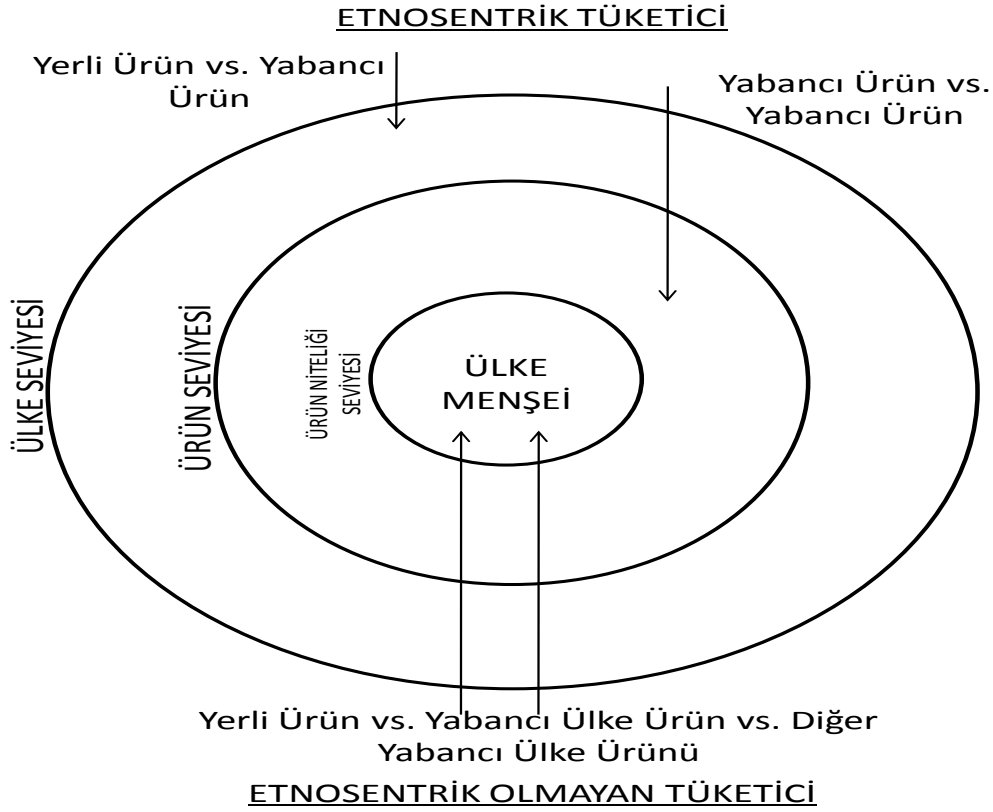 ETNOSENTRİK TÜKETİCİ
Yerli Ürün vs. Yabancı
Ürün
Yabancı Ürün vs.
Yabancı Ürün
ÜLKE SEVİYESİ
ÜRÜN SEVİYESİ
ÜRÜN NİTELİĞİ
SEVİYESİ
ÜLKE
MENŞEİ
Yerli Ürün vs. Yabancı Ülke Ürün vs. Diğer
Yabancı Ülke Ürünü
ETNOSENTRİK OLMAYAN TÜKETİCİ